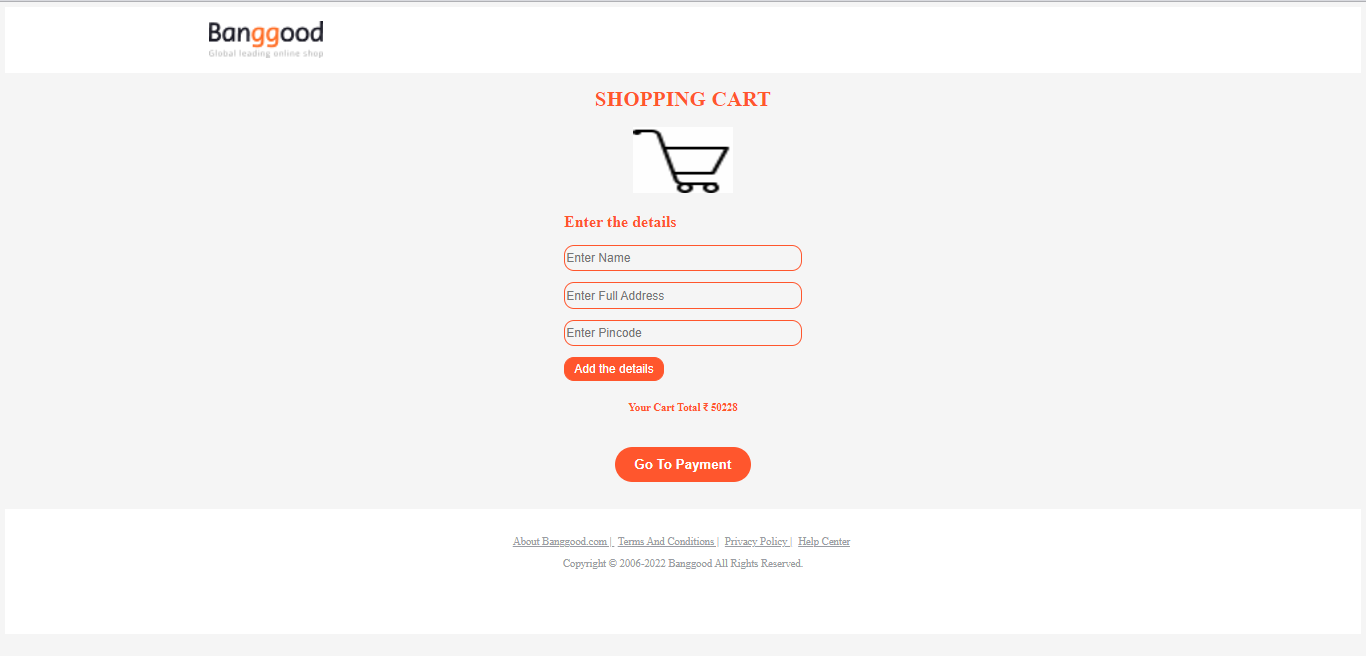 Banggood
Global leading online shop
SHOPPING CART
Enter the details
Enter Name
Enter Full Address
Enter Pincode
Add the details
Your Cart Total ₹ 50228
Go To Payment
About Banggood.com | Terms And Conditions | Privacy Policy | Help Center
Copyright © 2006-2022 Banggood All Rights Reserved.